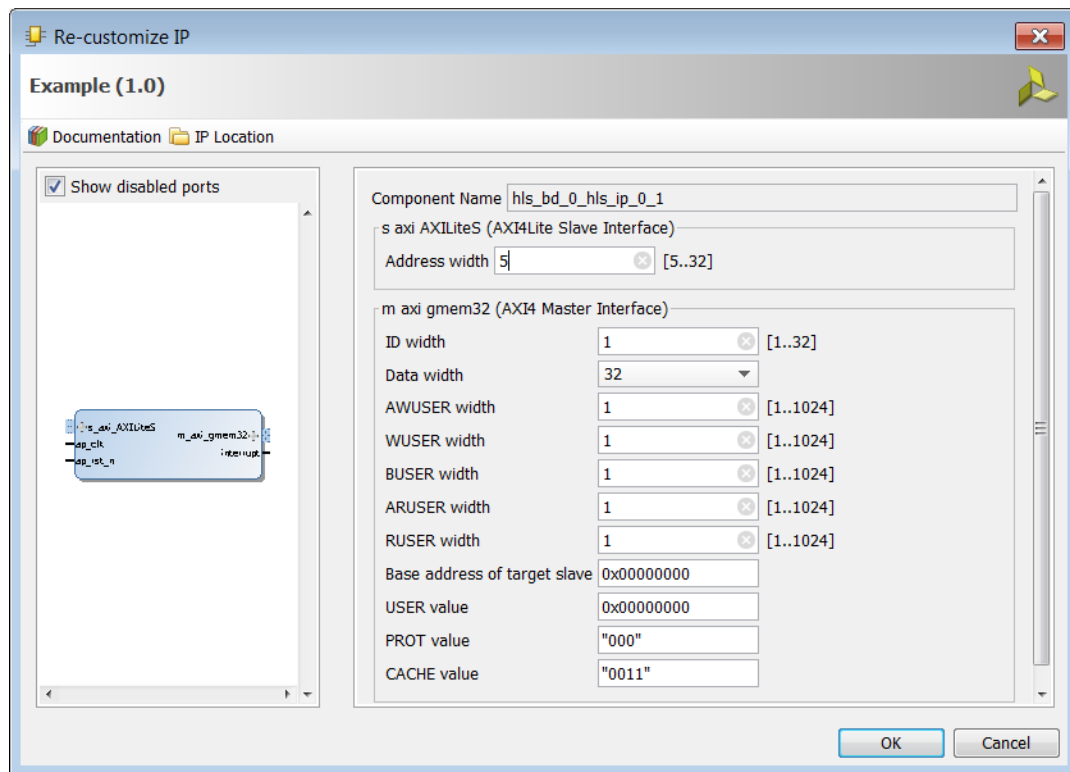 Re-customize IP
Example (1.0)
Documentation IP Location
Show disabled ports
s_axi_AXILiteS
ap_clk
ap_rst_n
m_axi_gmem32
interrupt
Component Name hls_bd_0_hls_ip_0_1
s axi AXILiteS (AXI4Lite Slave Interface)
Address width 5 [5..32]
m axi gmem32 (AXI4 Master Interface)
ID width 1 [1..32]
Data width 32
AWUSER width 1 [1..1024]
WUSER width 1 [1..1024]
BUSER width 1 [1..1024]
ARUSER width 1 [1..1024]
RUSER width 1 [1..1024]
Base address of target slave 0x00000000
USER value 0x00000000
PROT value "000"
CACHE value "0011"
OK Cancel